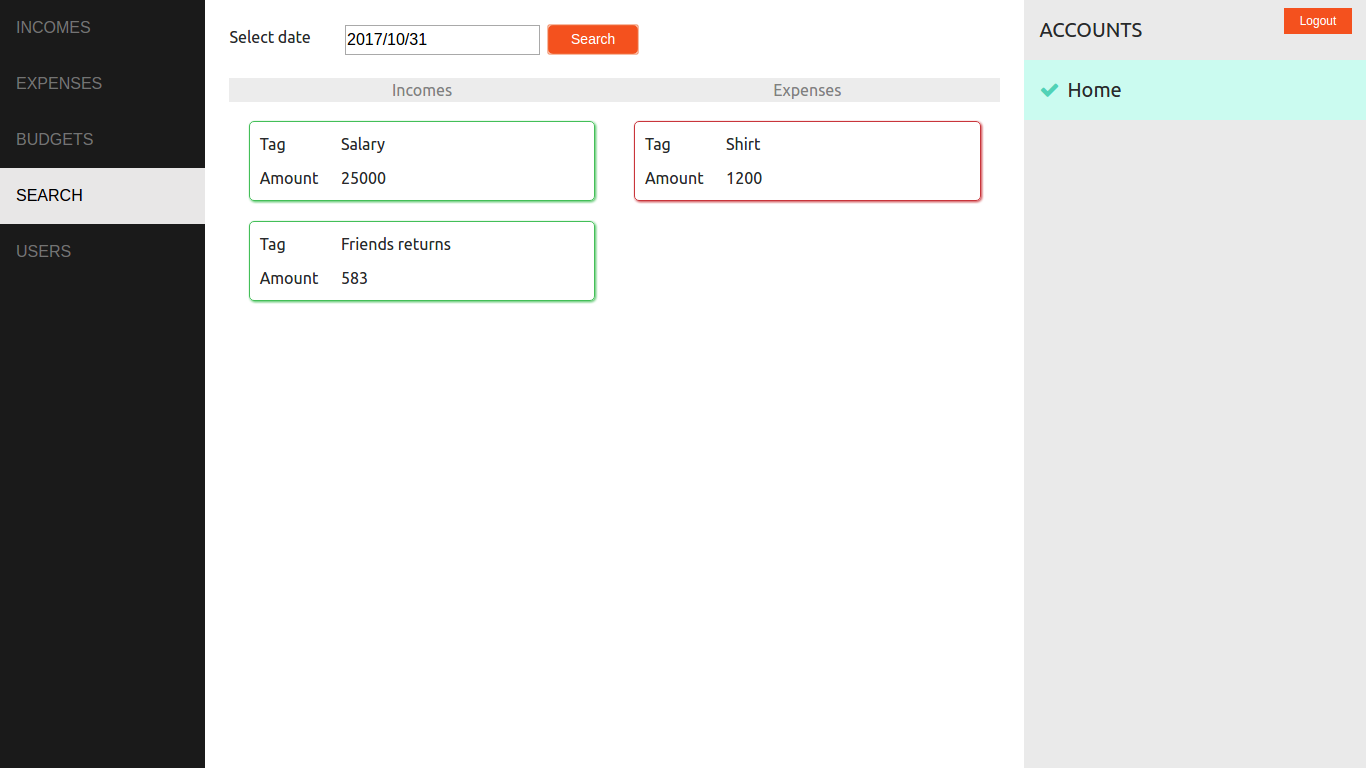 INCOMES
EXPENSES
BUDGETS
SEARCH
USERS
Select date 2017/10/31 Search
Incomes Expenses
Tag Salary
Amount 25000
Tag Friends returns
Amount 583
Tag Shirt
Amount 1200
ACCOUNTS Logout
Home